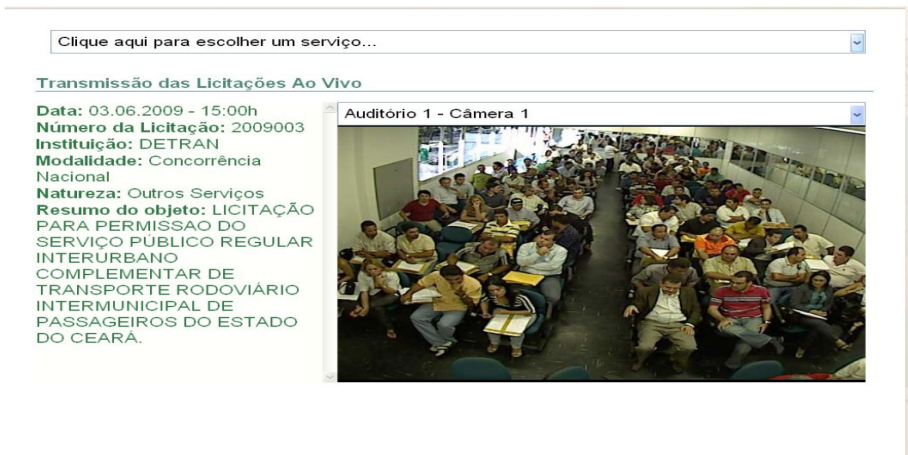 Clique aqui para escolher um serviço...
Transmissão das Licitações Ao Vivo
Data: 03.06.2009 - 15:00h
Número da Licitação: 2009003
Instituição: DETRAN
Modalidade: Concorrência
Nacional
Natureza: Outros Serviços
Resumo do objeto: LICITAÇÃO
PARA PERMISSAO DO
SERVIÇO PÚBLICO REGULAR
INTERURBANO
COMPLEMENTAR DE
TRANSPORTE RODOVIÁRIO
INTERMUNICIPAL DE
PASSAGEIROS DO ESTADO
DO CEARÁ.
Auditório 1 - Câmera 1